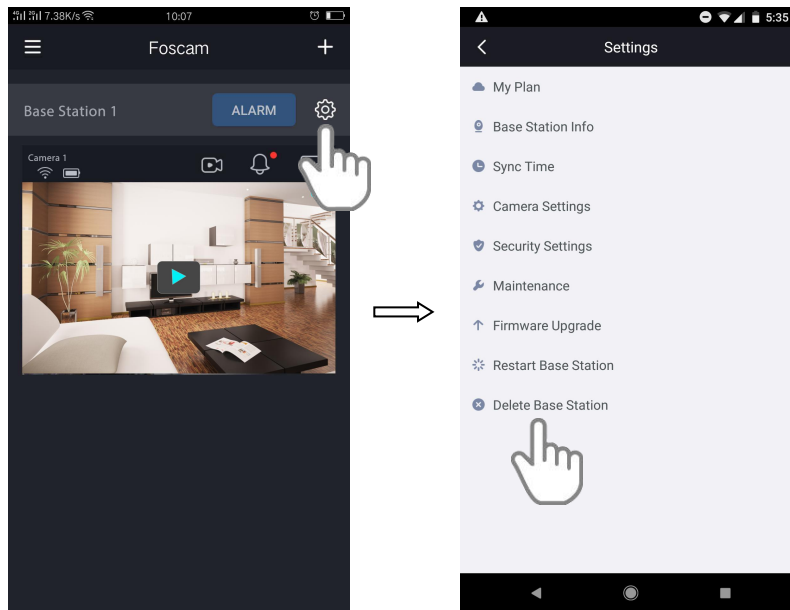 7.38K/s
10:07
Foscam
Base Station 1
ALARM
Camera 1
5:35
Settings
My Plan
Base Station Info
Sync Time
Camera Settings
Security Settings
Maintenance
Firmware Upgrade
Restart Base Station
Delete Base Station